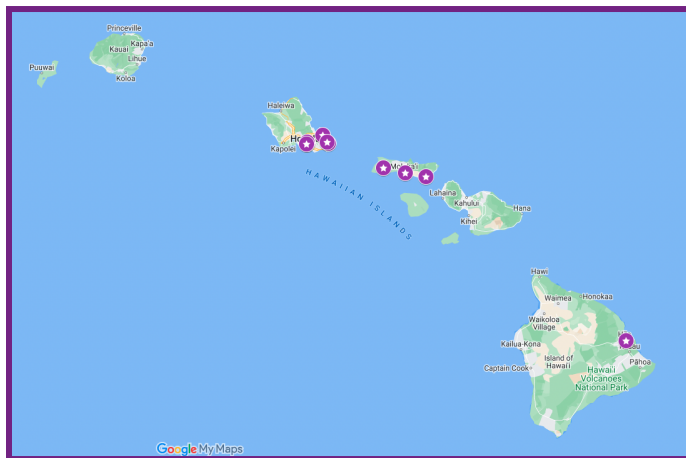 Princeville
Kapa'a
Kauai
Lihue
Puuwai
Koloa
Haleiwa
Kapolei
HAWAIIAN ISLANDS
Lahaina
Kahului
Hana
Kihei
Hawi
Waimea
Honokaa
Waikoloa
Village
Kailua-Kona
Island of
Hawai'i
Pāhoa
Captain Cook
Hawai'i
Volcanoes
National Park
Google My Maps